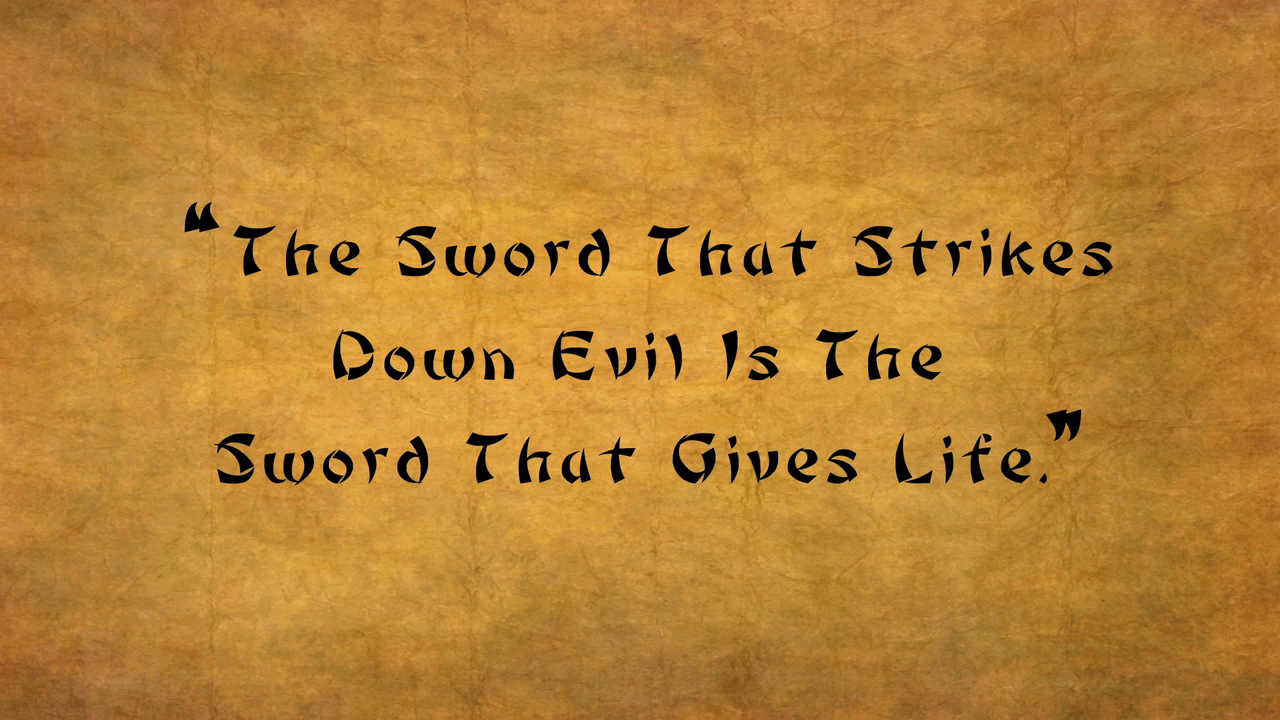 “The Sword That Strikes
Down Evil Is The
Sword That Gives Life.”